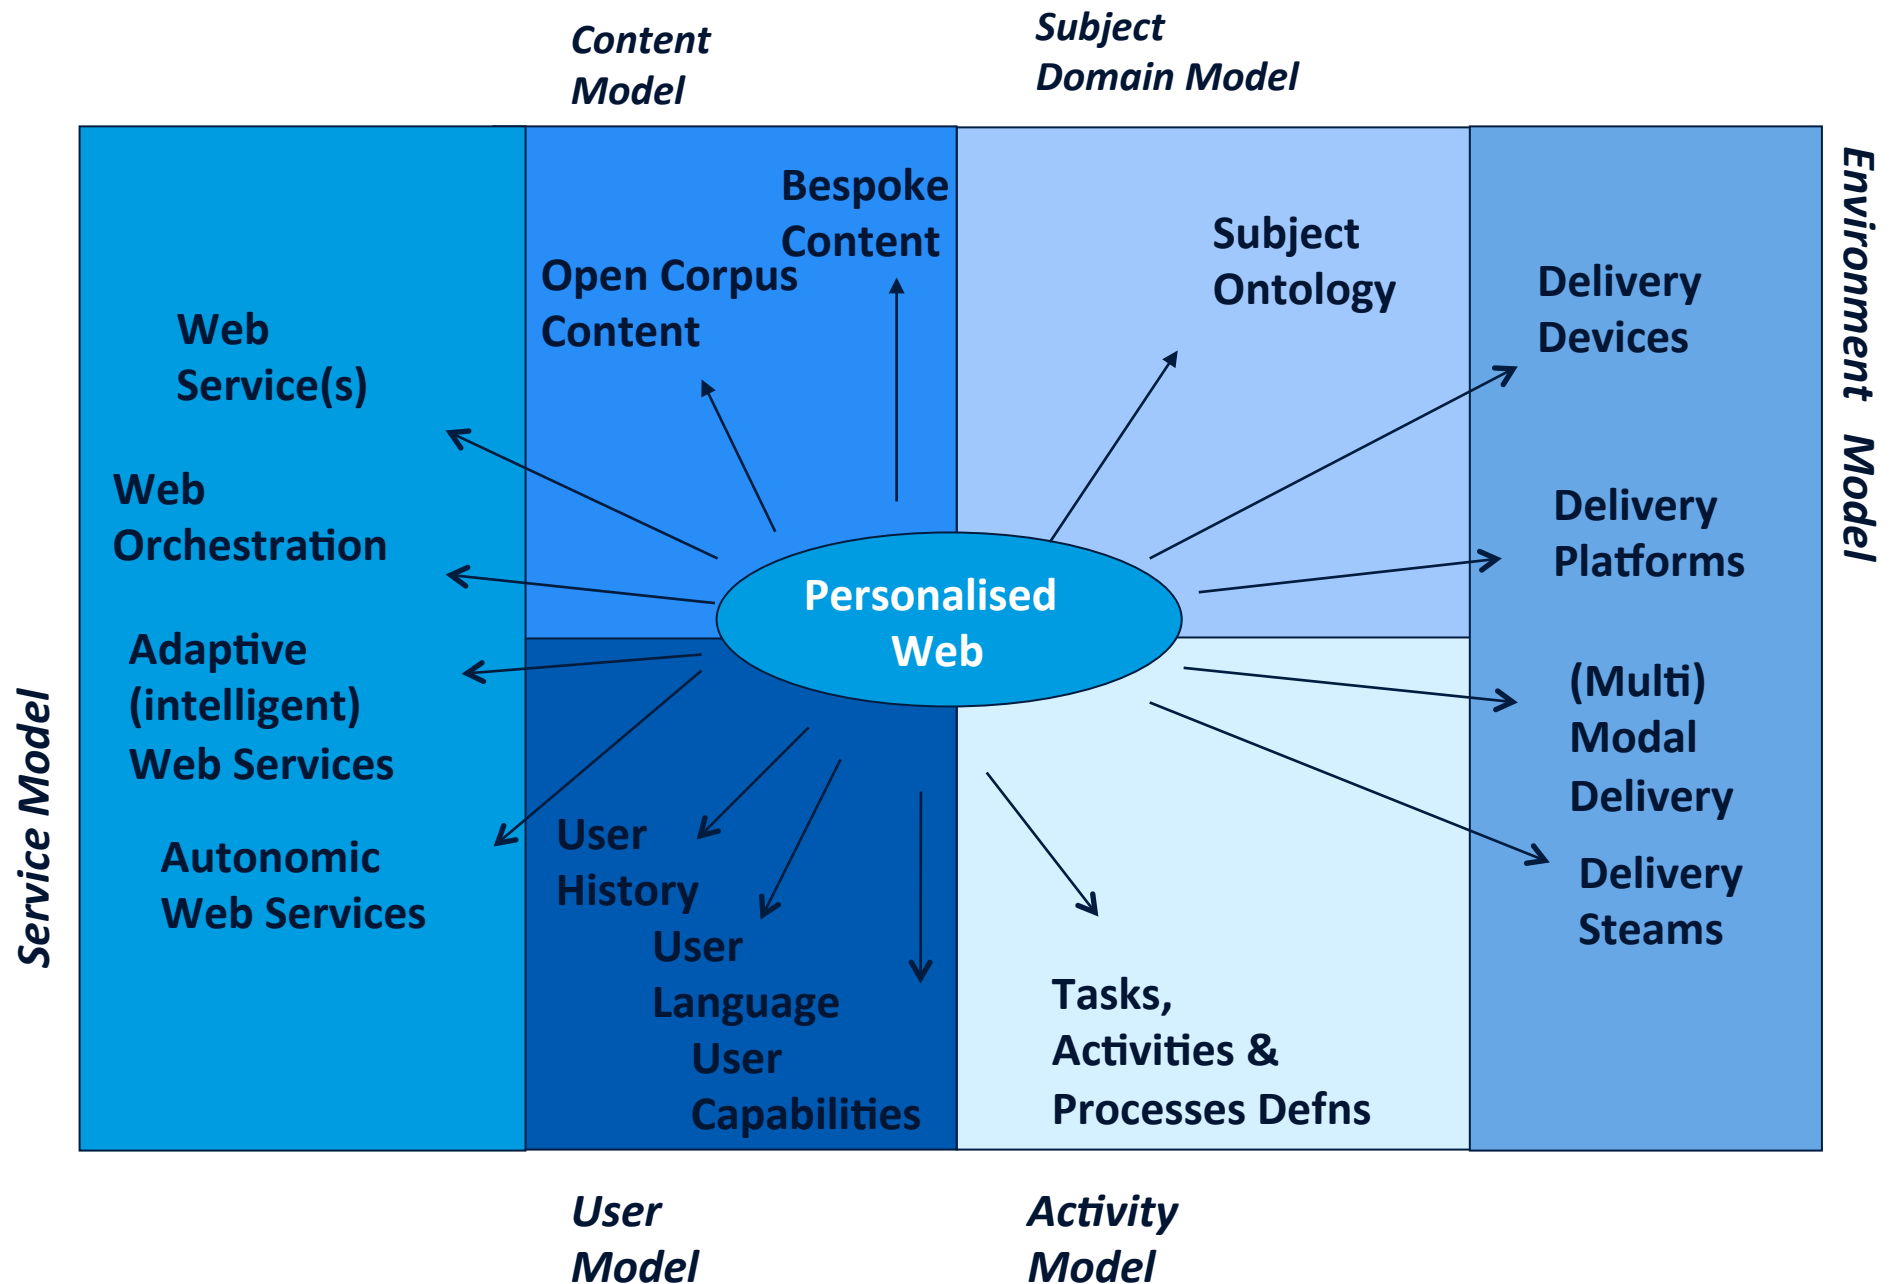 Content
Model
Subject
Domain Model
Environment Model
Service Model
Bespoke
Content
Open Corpus
Content
Subject
Ontology
Web
Service(s)
Web
Orchestration
Adaptive
(intelligent)
Web Services
Autonomic
Web Services
Personalised
Web
Delivery
Devices
Delivery
Platforms
(Multi)
Modal
Delivery
Delivery
Steams
User
History
User
Language
User
Capabilities
Tasks,
Activities &
Processes Defns
User
Model
Activity
Model